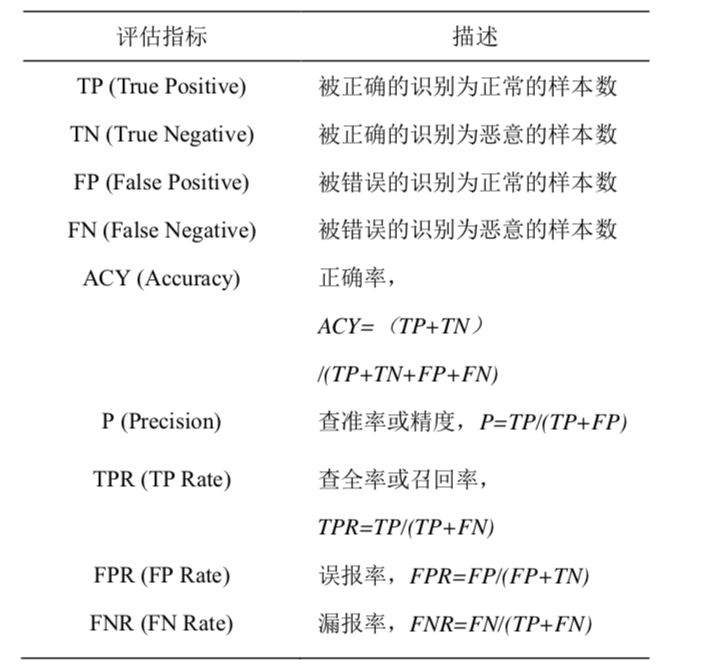 评估指标 描述
TP (True Positive) 被正确的识别为正常的样本数
TN (True Negative) 被正确的识别为恶意的样本数
FP (False Positive) 被错误的识别为正常的样本数
FN (False Negative) 被错误的识别为恶意的样本数
ACY (Accuracy) 正确率，
ACY=（TP+TN）
/(TP+TN+FP+FN)
P (Precision) 查准率或精度，P=TP/(TP+FP)
TPR (TP Rate) 查全率或召回率，
TPR=TP/(TP+FN)
FPR (FP Rate) 误报率，FPR=FP/(FP+TN)
FNR (FN Rate) 漏报率，FNR=FN/(TP+FN)